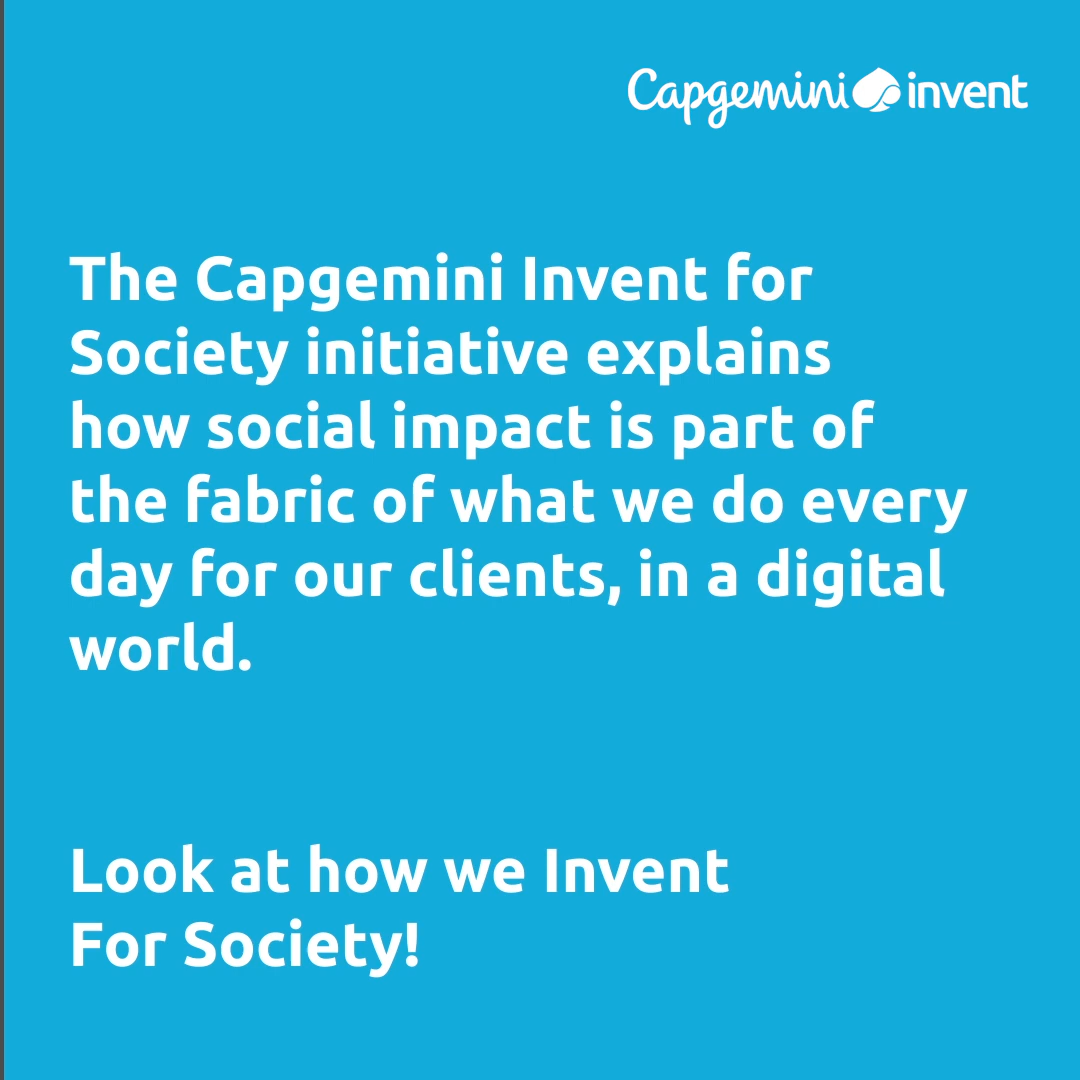 Capgemini invent
The Capgemini Invent for
Society initiative explains
how social impact is part of
the fabric of what we do every
day for our clients, in a digital
world.
Look at how we Invent
For Society!